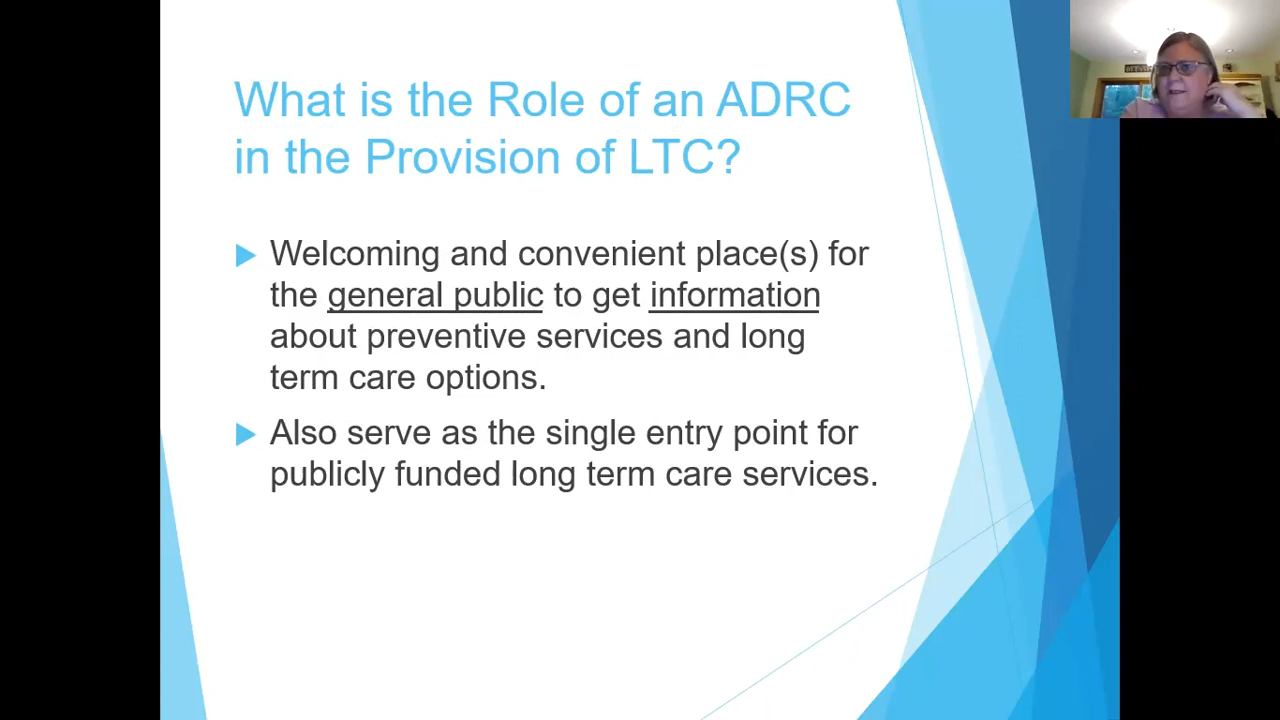 What is the Role of an ADRC
in the Provision of LTC?
Welcoming and convenient place(s) for
the general public to get information
about preventive services and long
term care options.
Also serve as the single entry point for
publicly funded long term care services.